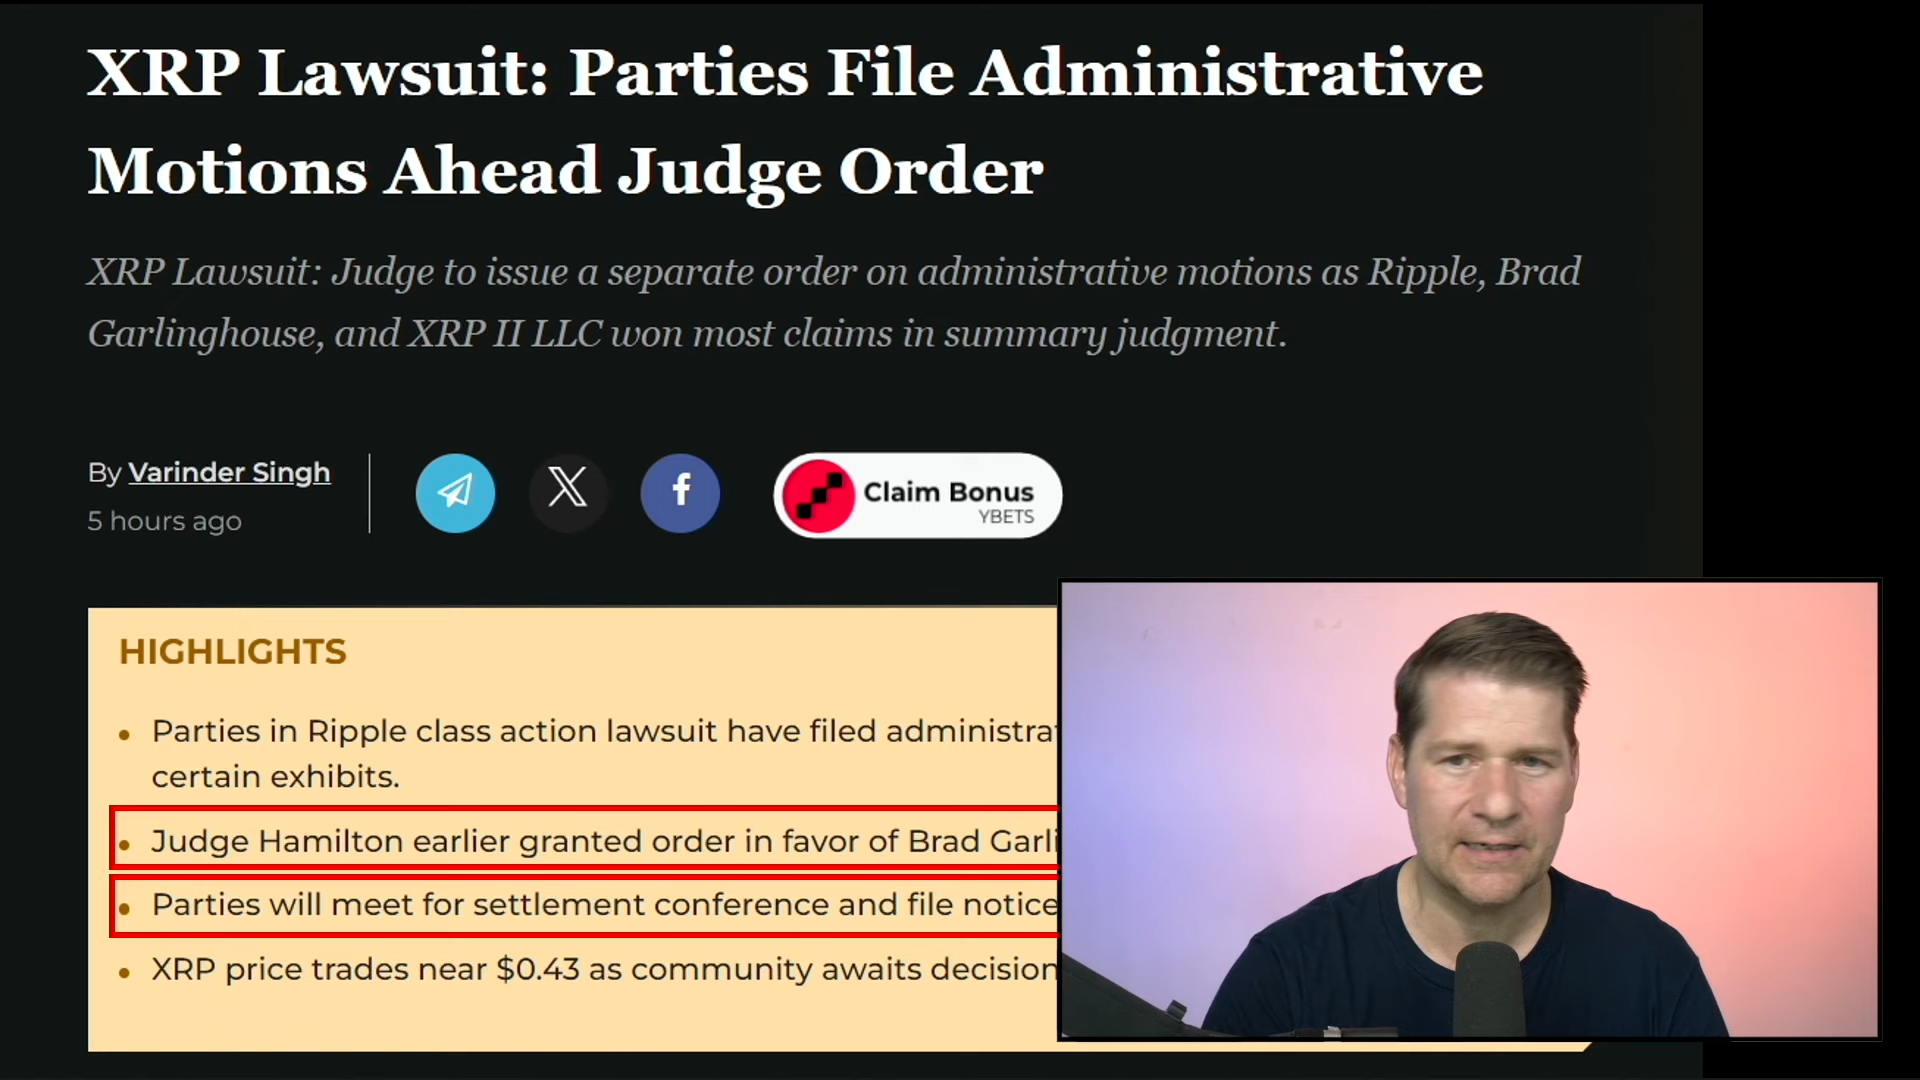 XRP Lawsuit: Parties File Administrative
Motions Ahead Judge Order
XRP Lawsuit: Judge to issue a separate order on administrative motions as Ripple, Brad
Garlinghouse, and XRP II LLC won most claims in summary judgment.
By Varinder Singh
5 hours ago
Claim Bonus
YBETS
HIGHLIGHTS
• Parties in Ripple class action lawsuit have filed
certain exhibits.
• Judge Hamilton earlier granted order in favor of Brad
• Parties will meet for settlement conference and file notice
• XRP price trades near $0.43 as community awaits decision